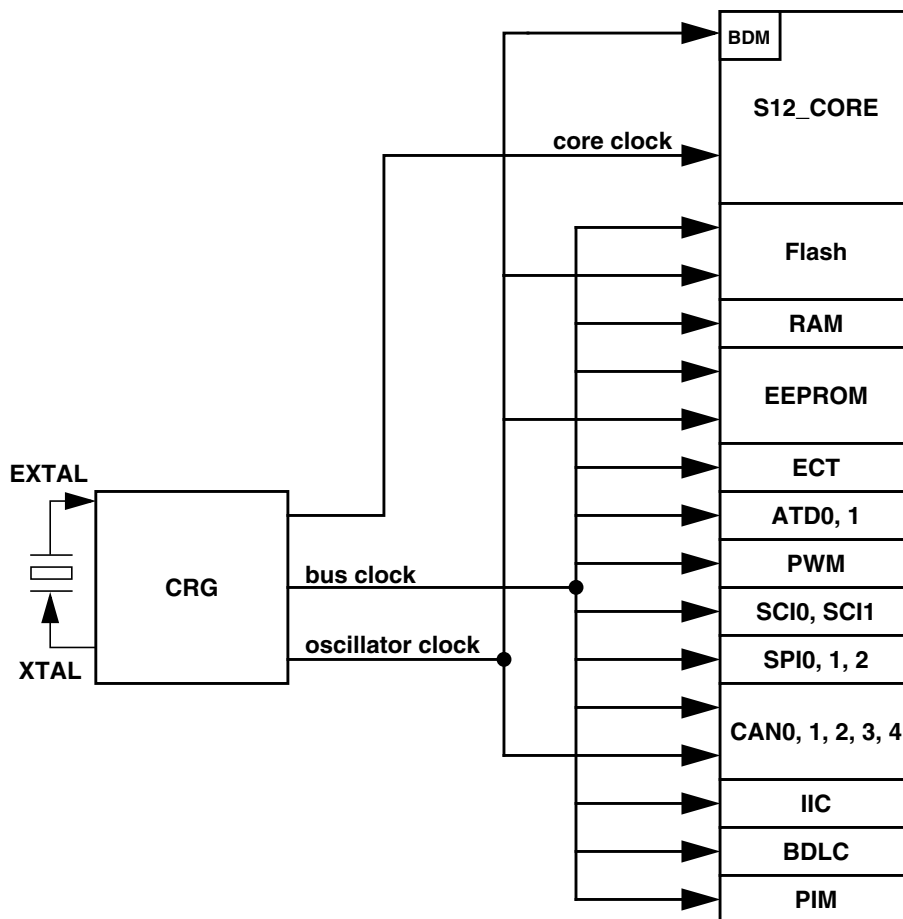 BDM
S12_CORE
core clock
Flash
RAM
EEPROM
EXTAL
ECT
ATD0, 1
CRG
bus clock
PWM
SCI0, SCI1
oscillator clock
XTAL
SPI0, 1, 2
CAN0, 1, 2, 3, 4
IIC
BDLC
PIM